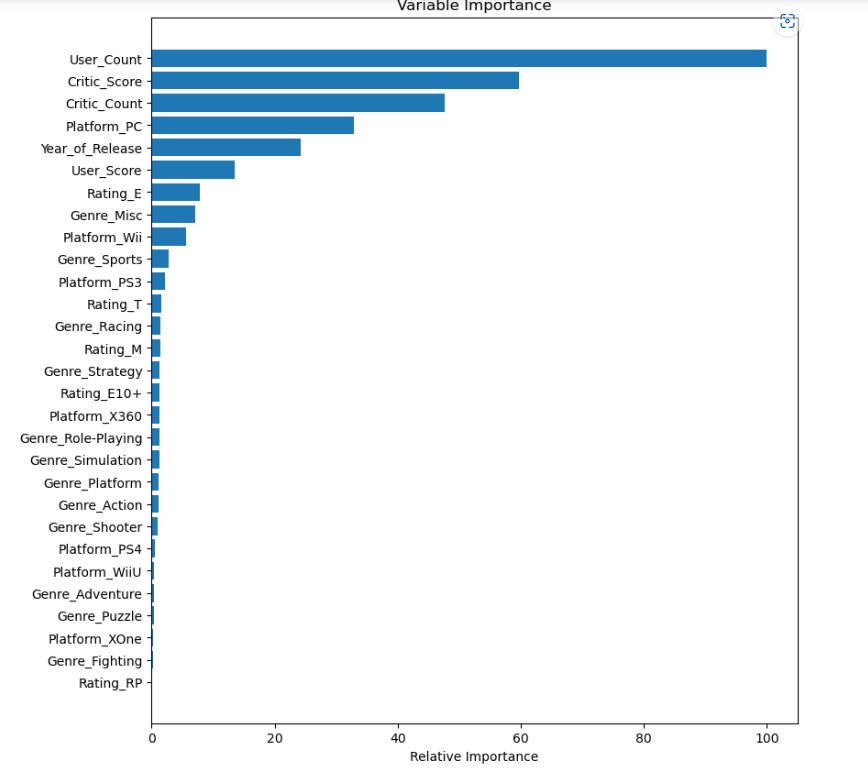 Variable Importance
User_Count
Critic_Score
Critic_Count
Platform_PC
Year_of_Release
User_Score
Rating_E
Genre_Misc
Platform_Wii
Genre_Sports
Platform_PS3
Rating_T
Genre_Racing
Rating_M
Genre_Strategy
Rating_E10+
Platform_X360
Genre_Role-Playing
Genre_Simulation
Genre_Platform
Genre_Action
Genre_Shooter
Platform_PS4
Platform_WiiU
Genre_Adventure
Genre_Puzzle
Platform_XOne
Genre_Fighting
Rating_RP
0 20 40 60 80 100
Relative Importance